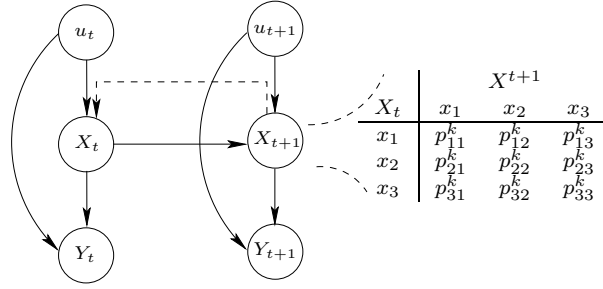 u_t u_{t+1}
X^{t+1}
X_t x_1 x_2 x_3
X_t X_{t+1} x_1 p^k_{11} p^k_{12} p^k_{13}
x_2 p^k_{21} p^k_{22} p^k_{23}
x_3 p^k_{31} p^k_{32} p^k_{33}
Y_t Y_{t+1}